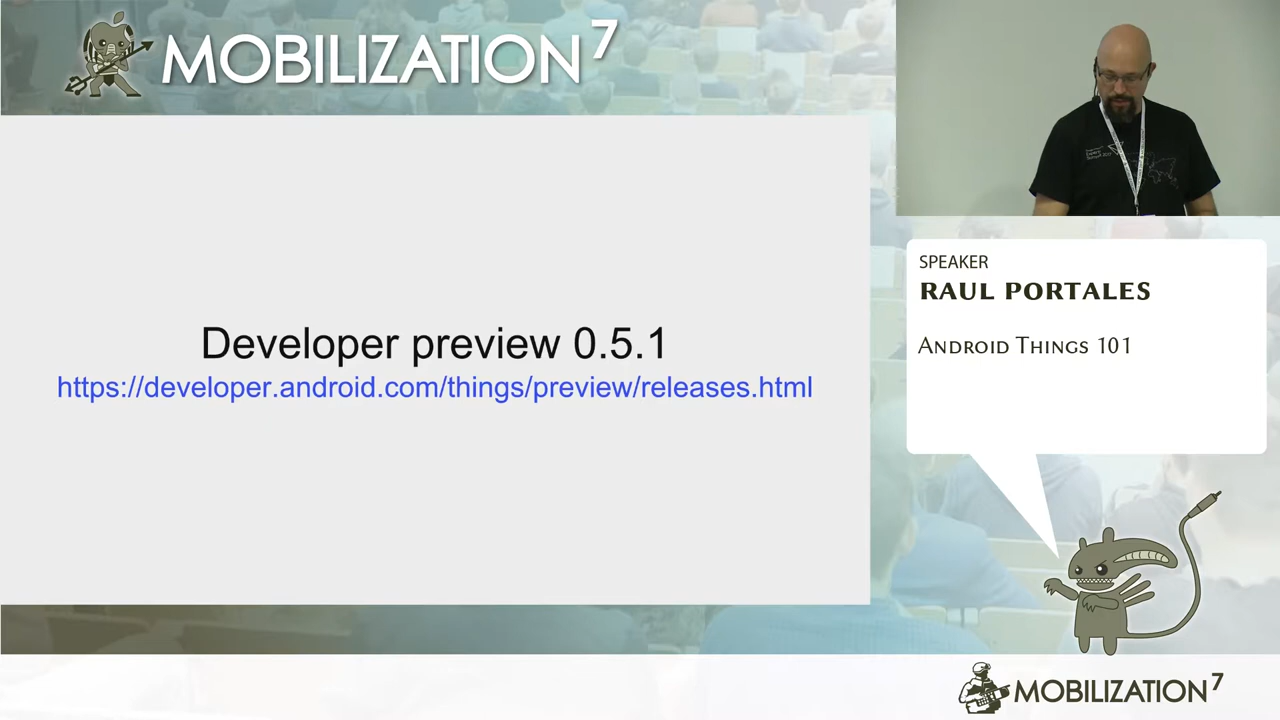 MOBILIZATION 7
Developer preview 0.5.1
https://developer.android.com/things/preview/releases.html
SPEAKER
RAUL PORTALES
ANDROID THINGS 101
MOBILIZATION 7